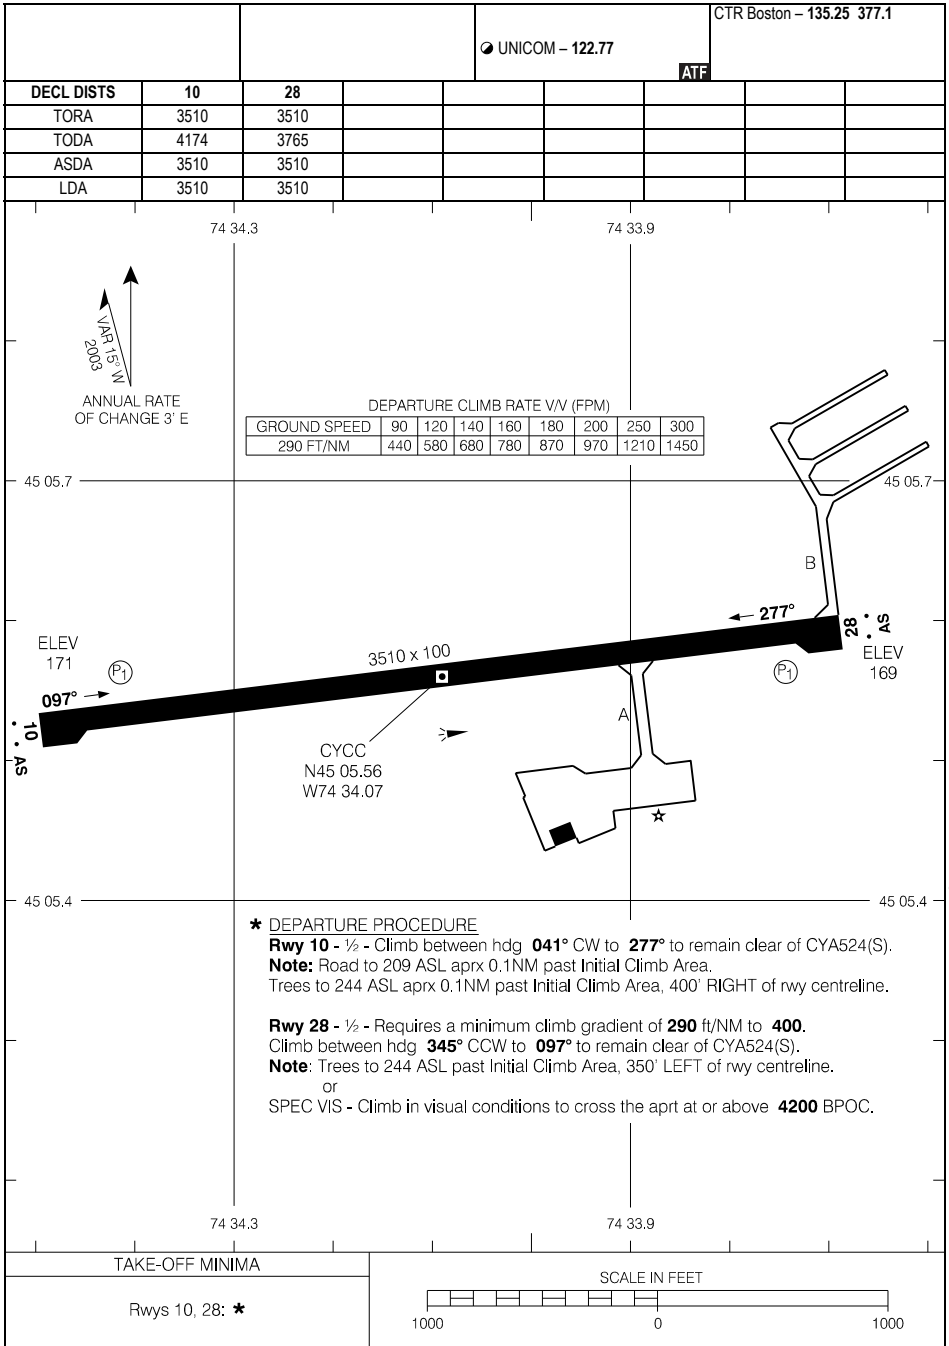 CTR Boston – 135.25 377.1
UNICOM – 122.77
ATF
DECL DISTS 10 28
TORA 3510 3510
TODA 4174 3765
ASDA 3510 3510
LDA 3510 3510
74 34.3 74 33.9
VAR 15° W
2003
ANNUAL RATE
OF CHANGE 3' E
DEPARTURE CLIMB RATE V/V (FPM)
GROUND SPEED 90 120 140 160 180 200 250 300
290 FT/NM 440 580 680 780 870 970 1210 1450
45 05.7 45 05.7
B
277°
28
AS
ELEV
169
ELEV
171
P1
3510 x 100
P1
097°
10
AS
A
CYCC
N45 05.56
W74 34.07
45 05.4 45 05.4
* DEPARTURE PROCEDURE
Rwy 10 - ½ - Climb between hdg 041° CW to 277° to remain clear of CYA524(S).
Note: Road to 209 ASL aprx 0.1NM past Initial Climb Area.
Trees to 244 ASL aprx 0.1NM past Initial Climb Area, 400' RIGHT of rwy centreline.
Rwy 28 - ½ - Requires a minimum climb gradient of 290 ft/NM to 400.
Climb between hdg 345° CCW to 097° to remain clear of CYA524(S).
Note: Trees to 244 ASL past Initial Climb Area, 350' LEFT of rwy centreline.
or
SPEC VIS - Climb in visual conditions to cross the aprt at or above 4200 BPOC.
74 34.3 74 33.9
TAKE-OFF MINIMA
Rwys 10, 28: *
SCALE IN FEET
1000 0 1000